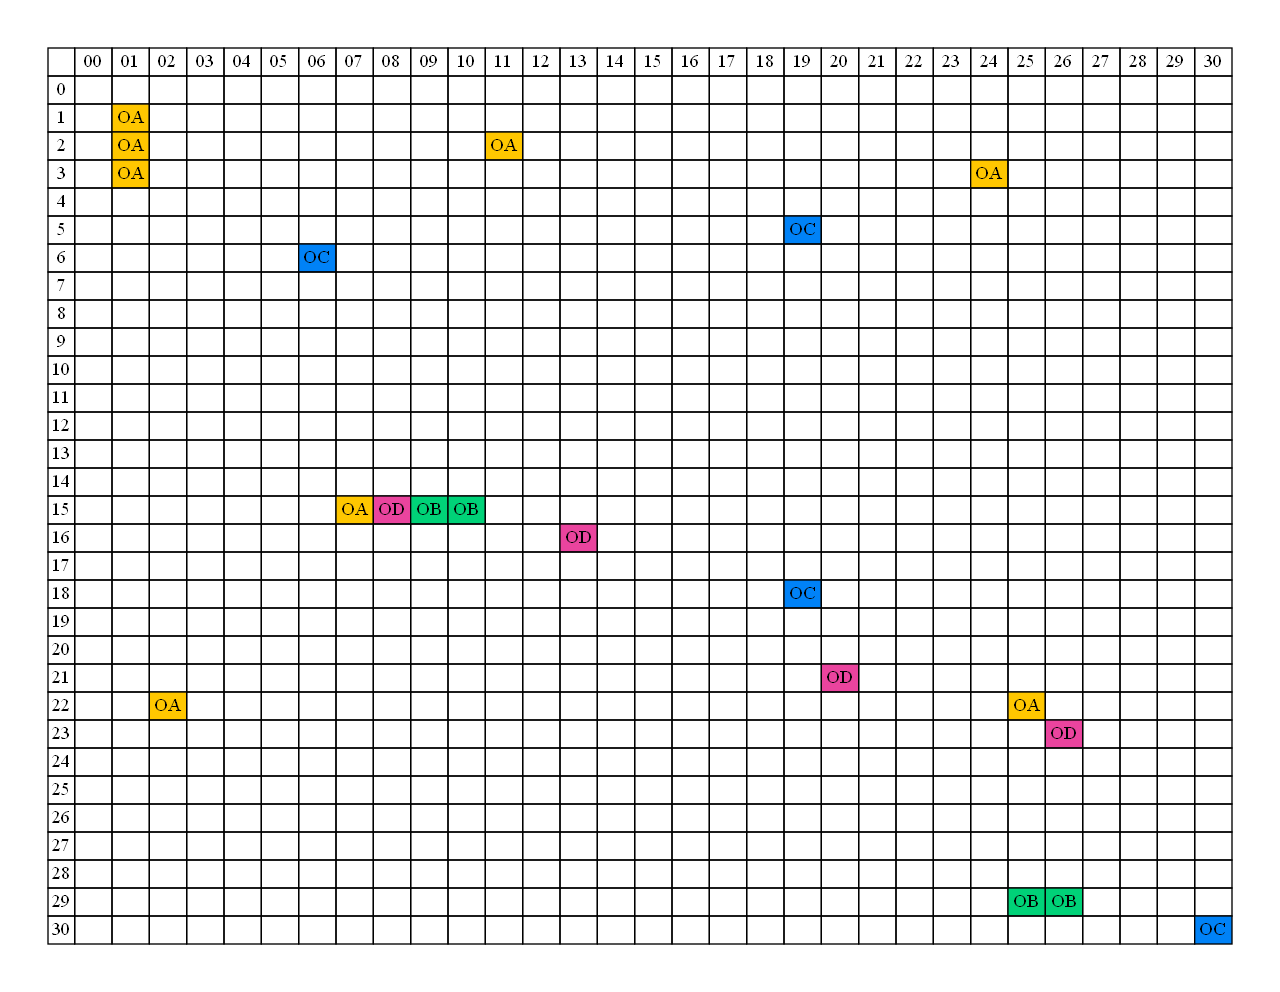 00 01 02 03 04 05 06 07 08 09 10 11 12 13 14 15 16 17 18 19 20 21 22 23 24 25 26 27 28 29 30
0
1 OA
2 OA OA
3 OA OA
4
5 OC
6 OC
7
8
9
10
11
12
13
14
15 OA OD OB OB
16 OD
17
18 OC
19
20
21 OD
22 OA OA
23 OD
24
25
26
27
28
29 OB OB
30 OC